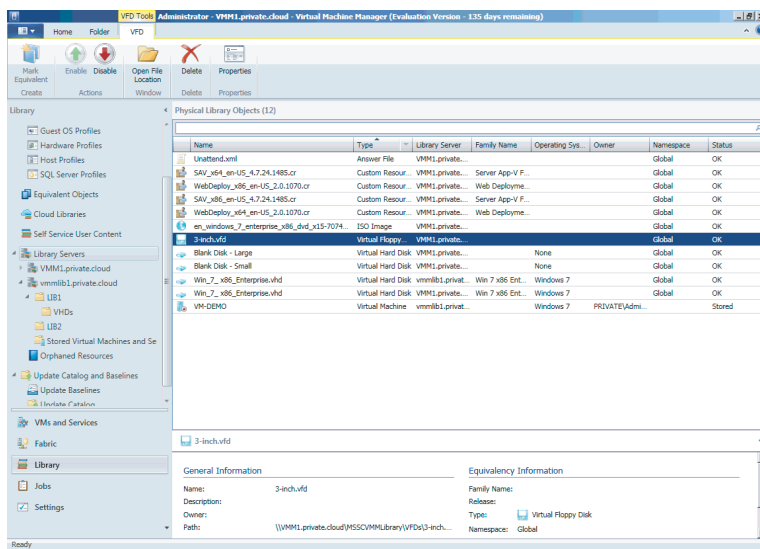 VFD Tools Administrator - VMM1.private.cloud - Virtual Machine Manager (Evaluation Version - 135 days remaining)
Home Folder VFD
Mark Equivalent Enable Disable Open File Location Delete Properties
Create Actions Window Delete Properties
Library
Guest OS Profiles
Hardware Profiles
Host Profiles
SQL Server Profiles
Equivalent Objects
Cloud Libraries
Self Service User Content
Library Servers
VMM1.private.cloud
vmmlib1.private.cloud
LIB1
VHDs
LIB2
Stored Virtual Machines and Se
Orphaned Resources
Update Catalog and Baselines
Update Baselines
Update Catalog
VMs and Services
Fabric
Library
Jobs
Settings
Physical Library Objects (12)
Name Type Library Server Family Name Operating Sys... Owner Namespace Status
Unattend.xml Answer File VMM1.private.... Global OK
SAV_x64_en-US_4.7.24.1485.cr Custom Resour... VMM1.private.... Server App-V F... Global OK
WebDeploy_x86_en-US_2.0.1070.cr Custom Resour... VMM1.private.... Web Deployme... Global OK
SAV_x86_en-US_4.7.24.1485.cr Custom Resour... VMM1.private.... Server App-V F... Global OK
WebDeploy_x64_en-US_2.0.1070.cr Custom Resour... VMM1.private.... Web Deployme... Global OK
en_windows_7_enterprise_x86_dvd_x15-7074... ISO Image VMM1.private.... Global OK
3-inch.vfd Virtual Floppy... VMM1.private.... Global OK
Blank Disk - Large Virtual Hard Disk VMM1.private.... None Global OK
Blank Disk - Small Virtual Hard Disk VMM1.private.... None Global OK
Win_7_ x86_Enterprise.vhd Virtual Hard Disk vmmlib1.privat... Win 7 x86 Ent... Windows 7 Global OK
Win_7_ x86_Enterprise.vhd Virtual Hard Disk VMM1.private.... Win 7 x86 Ent... Windows 7 Global OK
VM-DEMO Virtual Machine vmmlib1.privat... Windows 7 PRIVATE\Admi... Stored
3-inch.vfd
General Information
Name: 3-inch.vfd
Description:
Owner:
Path: \\VMM1.private.cloud\MSSCVMMLibrary\VFDs\3-inch....
Equivalency Information
Family Name:
Release:
Type: Virtual Floppy Disk
Namespace: Global
Ready